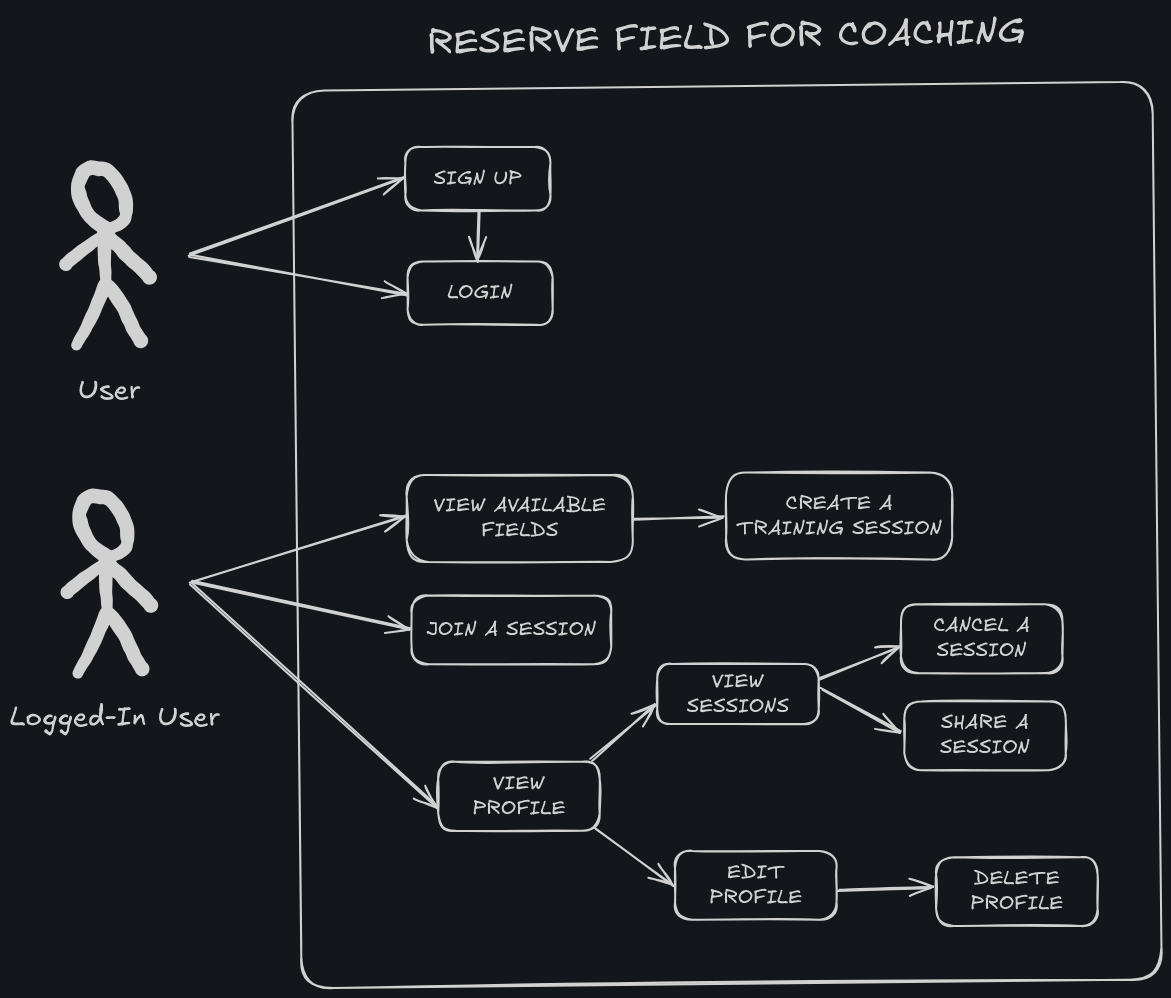 RESERVE FIELD FOR COACHING
SIGN UP
LOGIN
User
VIEW AVAILABLE
FIELDS
CREATE A
TRAINING SESSION
JOIN A SESSION
CANCEL A
SESSION
VIEW
SESSIONS
SHARE A
SESSION
Logged-In User
VIEW
PROFILE
EDIT
PROFILE
DELETE
PROFILE